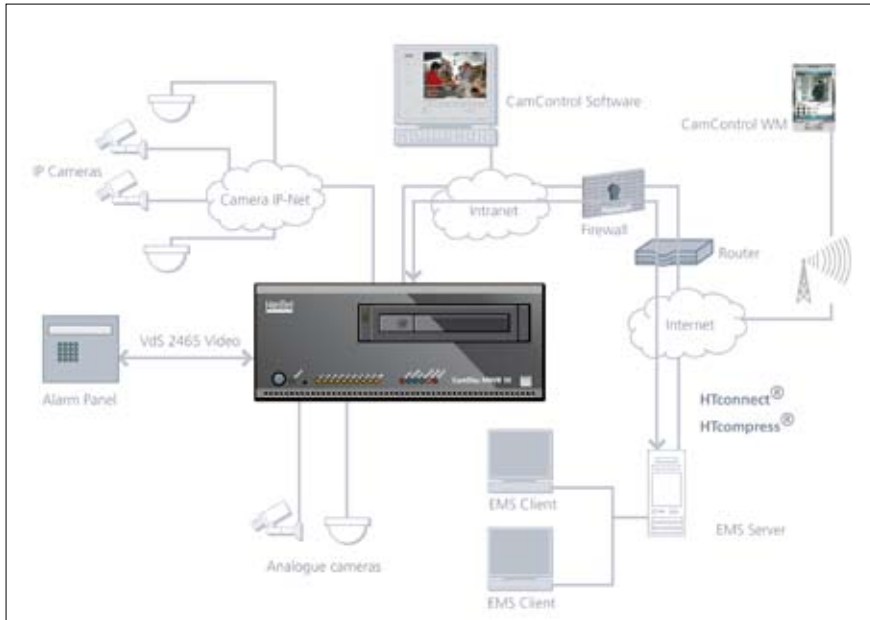 CamControl Software
CamControl WM
IP Cameras
Camera IP-Net
Intranet
Firewall
Router
HeiTel
Internet
VdS 2465 Video
Alarm Panel
HTconnect®
HTcompress®
EMS Client
EMS Server
Analogue cameras
EMS Client